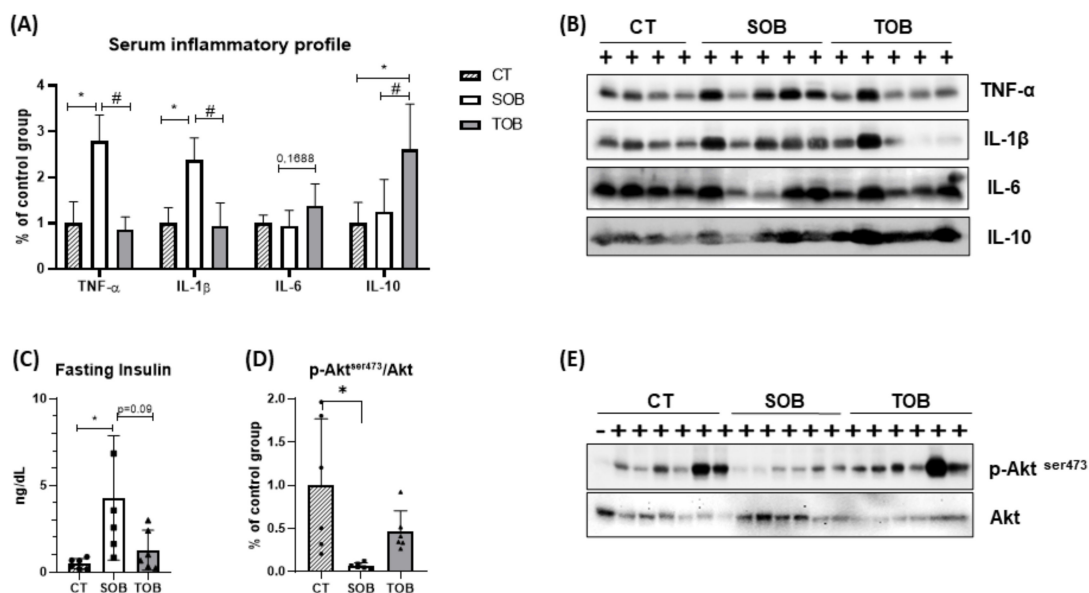 (A)
Serum inflammatory profile
% of control group
4
3
2
1
0
* # * # 0,1688 * #
TNF-α IL-1β IL-6 IL-10
CT
SOB
TOB
(B)
CT SOB TOB
+ + + + + + + + + + + + + +
TNF-α
IL-1β
IL-6
IL-10
(C)
Fasting Insulin
ng/dL
10
5
0
* p=0.09
CT SOB TOB
(D)
p-Akt^ser473/Akt
% of control group
2.0
1.5
1.0
0.5
0.0
*
CT SOB TOB
(E)
CT SOB TOB
- + + + + + + + + + + + + + + + + + +
p-Akt ser473
Akt